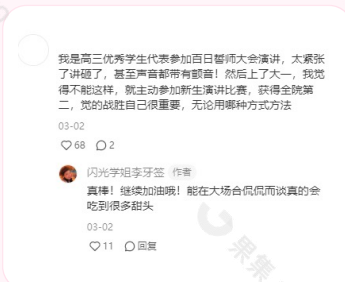 我是高三优秀学生代表参加百日誓师大会演讲，太紧张
了讲砸了，甚至声音都带有颤音！然后上了大一，我觉
得不能这样，就主动参加新生演讲比赛，获得全院第
二，觉的战胜自己很重要，无论用哪种方式方法
03-02
68 2
闪光学姐李牙签 作者
真棒！继续加油哦！能在大场合侃侃而谈真的会
吃到很多甜头
03-02
11 回复
果集